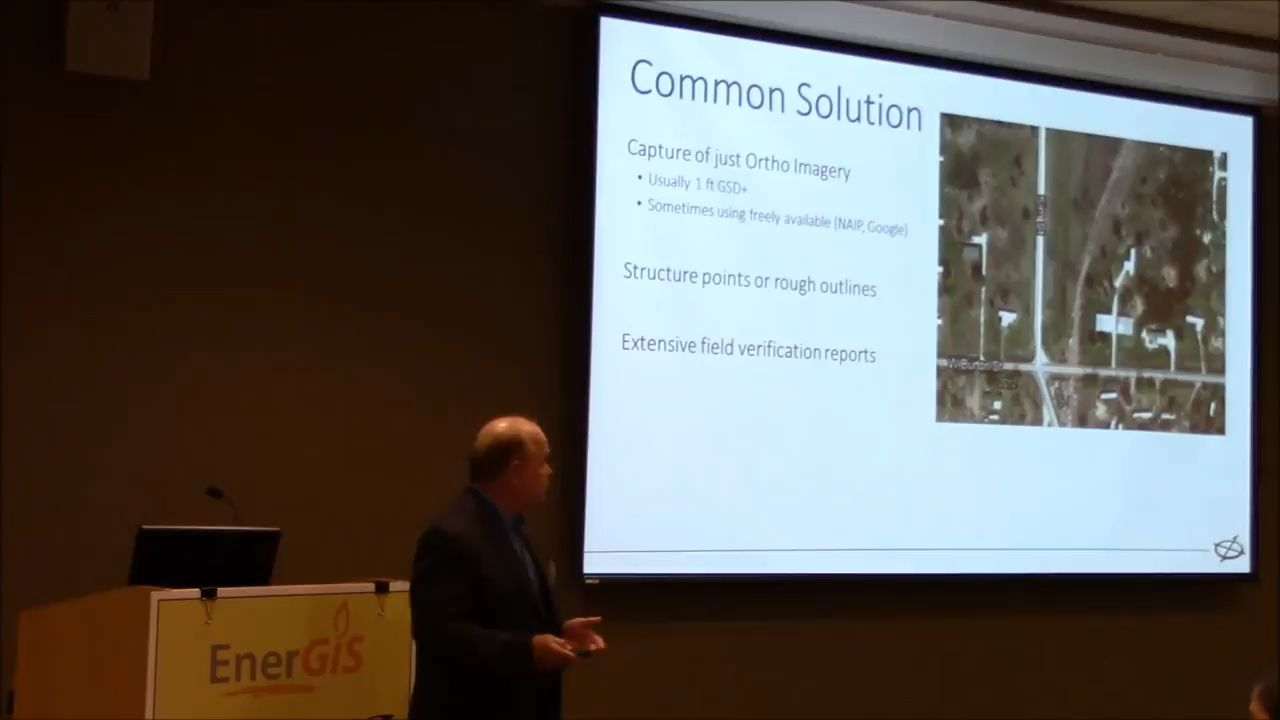 Common Solution
Capture of just Ortho Imagery
• Usually 1 ft GSD+
• Sometimes using freely available (NAIP, Google)
Structure points or rough outlines
Extensive field verification reports
W Burton St
EnerGIS